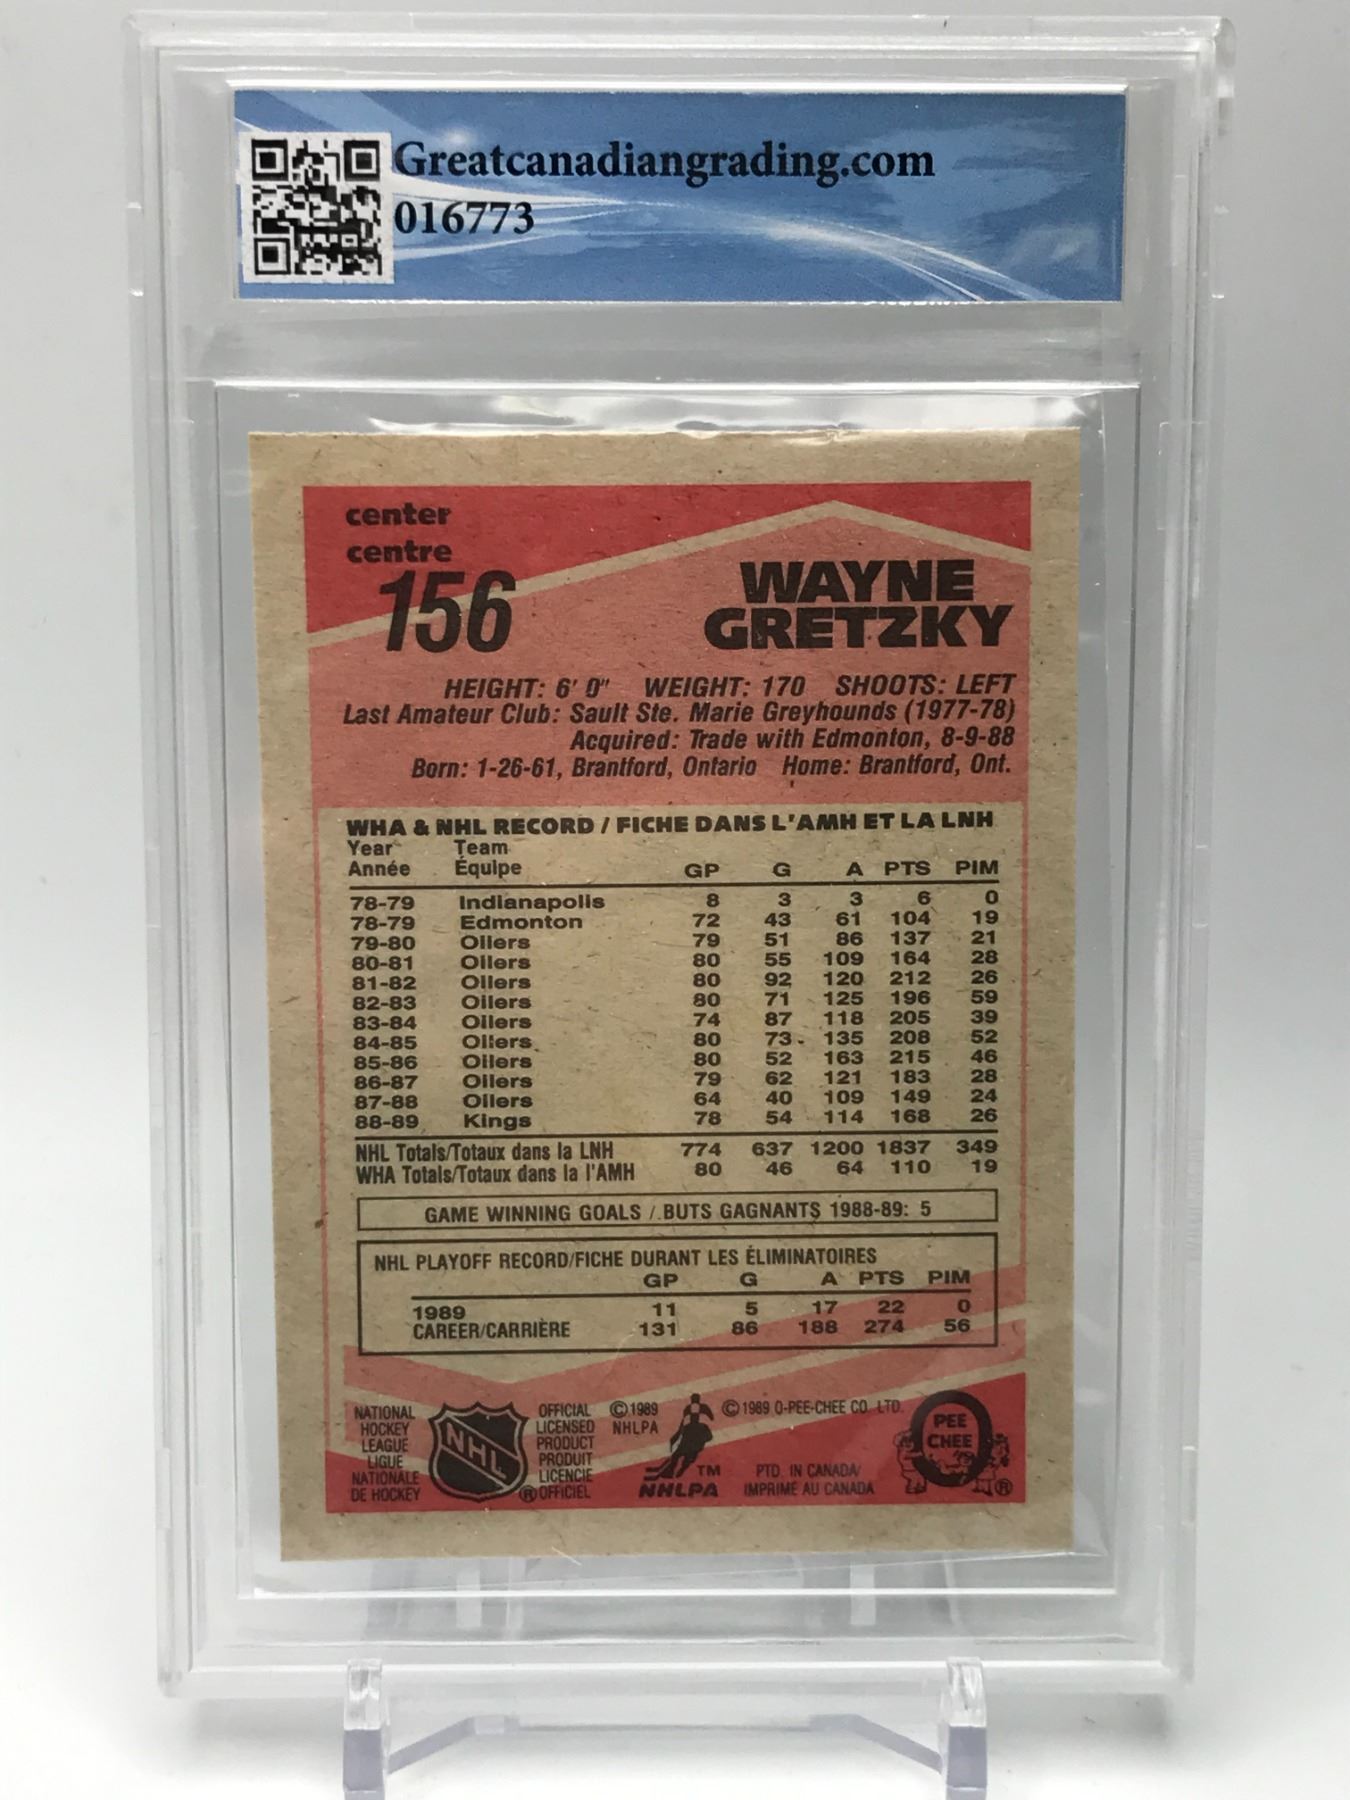 Greatcanadiangrading.com
016773
center
centre
156
WAYNE
GRETZKY
HEIGHT: 6' 0" WEIGHT: 170 SHOOTS: LEFT
Last Amateur Club: Sault Ste. Marie Greyhounds (1977-78)
Acquired: Trade with Edmonton, 8-9-88
Born: 1-26-61, Brantford, Ontario Home: Brantford, Ont.
WHA & NHL RECORD / FICHE DANS L'AMH ET LA LNH
Year Team
Année Équipe GP G A PTS PIM
78-79 Indianapolis 8 3 3 6 0
78-79 Edmonton 72 43 61 104 19
79-80 Oilers 79 51 86 137 21
80-81 Oilers 80 55 109 164 28
81-82 Oilers 80 92 120 212 26
82-83 Oilers 80 71 125 196 59
83-84 Oilers 74 87 118 205 39
84-85 Oilers 80 73 135 208 52
85-86 Oilers 80 52 163 215 46
86-87 Oilers 79 62 121 183 28
87-88 Oilers 64 40 109 149 24
88-89 Kings 78 54 114 168 26
NHL Totals/Totaux dans la LNH 774 637 1200 1837 349
WHA Totals/Totaux dans la l'AMH 80 46 64 110 19
GAME WINNING GOALS / BUTS GAGNANTS 1988-89: 5
NHL PLAYOFF RECORD/FICHE DURANT LES ÉLIMINATOIRES
GP G A PTS PIM
1989 11 5 17 22 0
CAREER/CARRIÈRE 131 86 188 274 56
NATIONAL
HOCKEY
LEAGUE
LIGUE
NATIONALE
DE HOCKEY
NHL
OFFICIAL
LICENSED
PRODUCT
PRODUIT
LICENCIE
® OFFICIEL
©1989
NHLPA
TM
NHLPA
©1989 O-PEE-CHEE CO. LTD.
PTD. IN CANADA/
IMPRIMÉ AU CANADA
O
PEE
CHEE
®